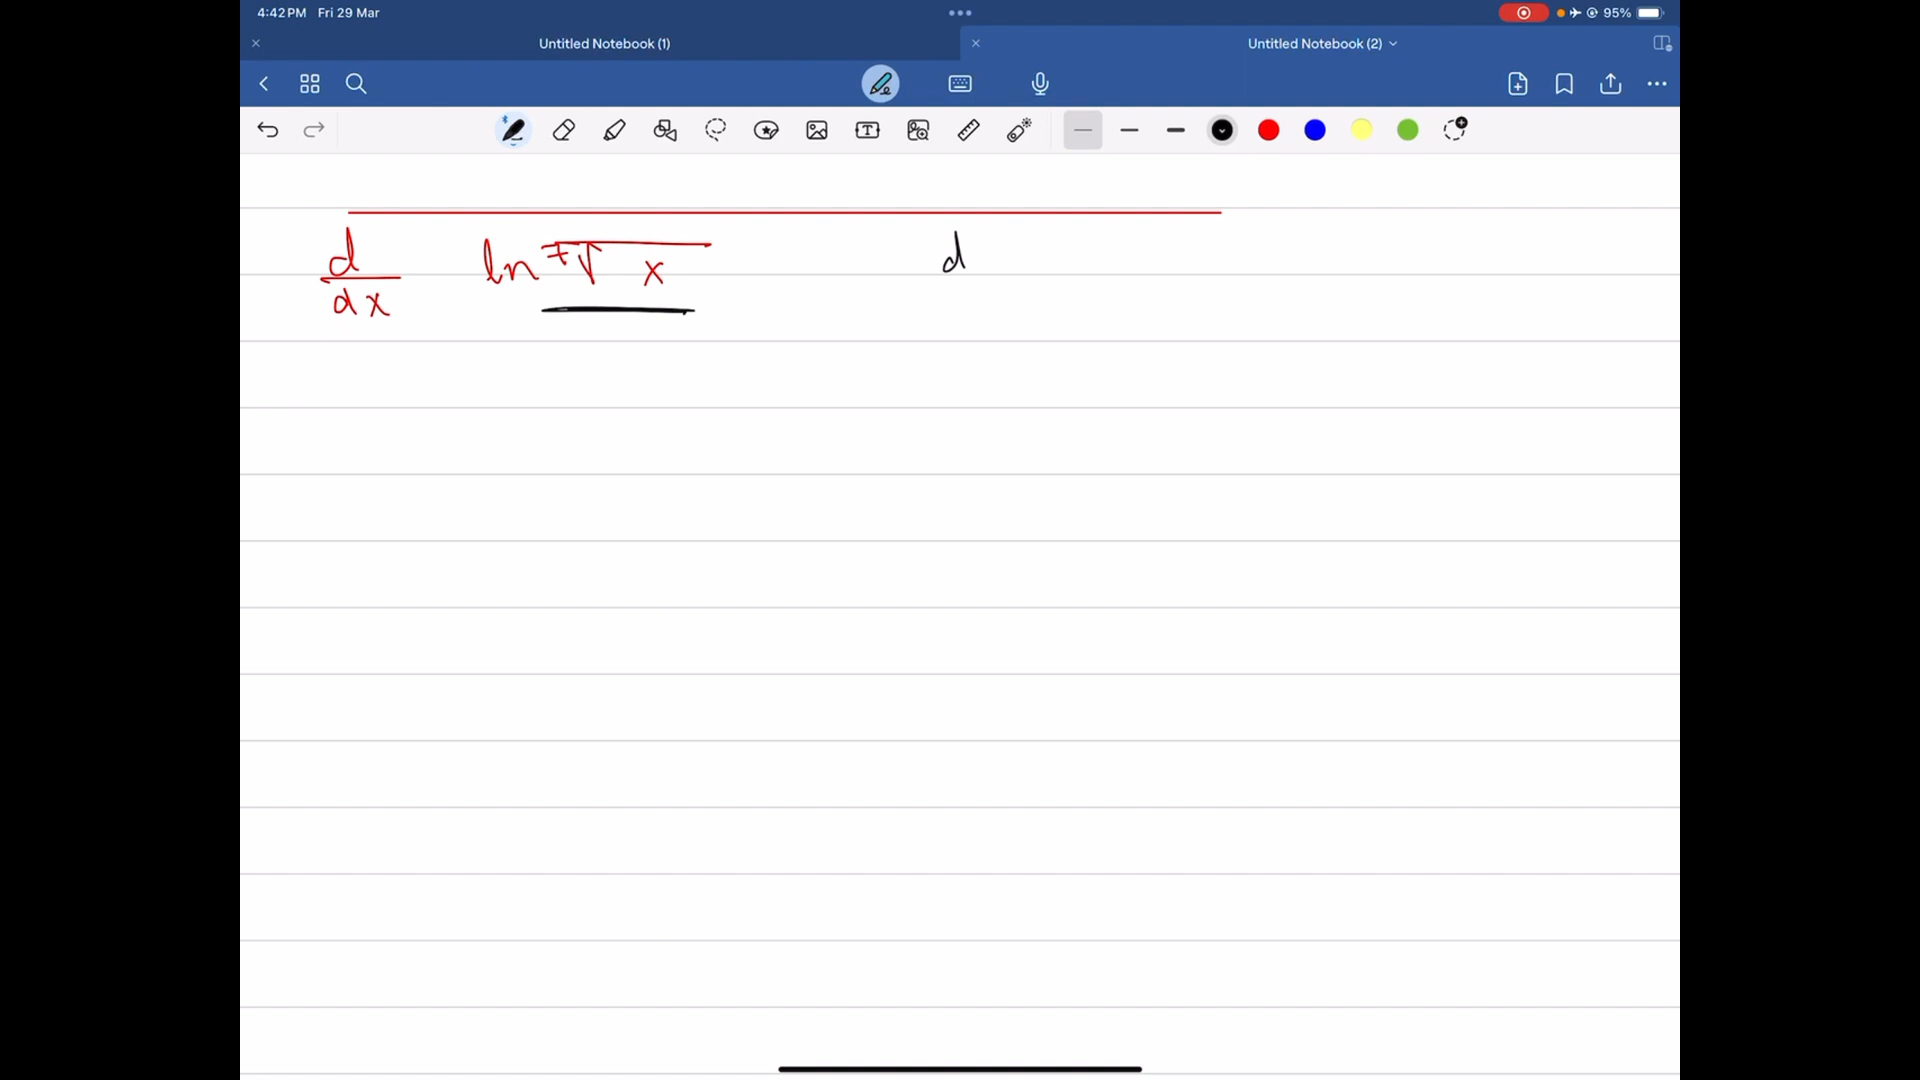 4:42 PM Fri 29 Mar 95%
Untitled Notebook (1) Untitled Notebook (2)
d/dx ln ⁷√x d